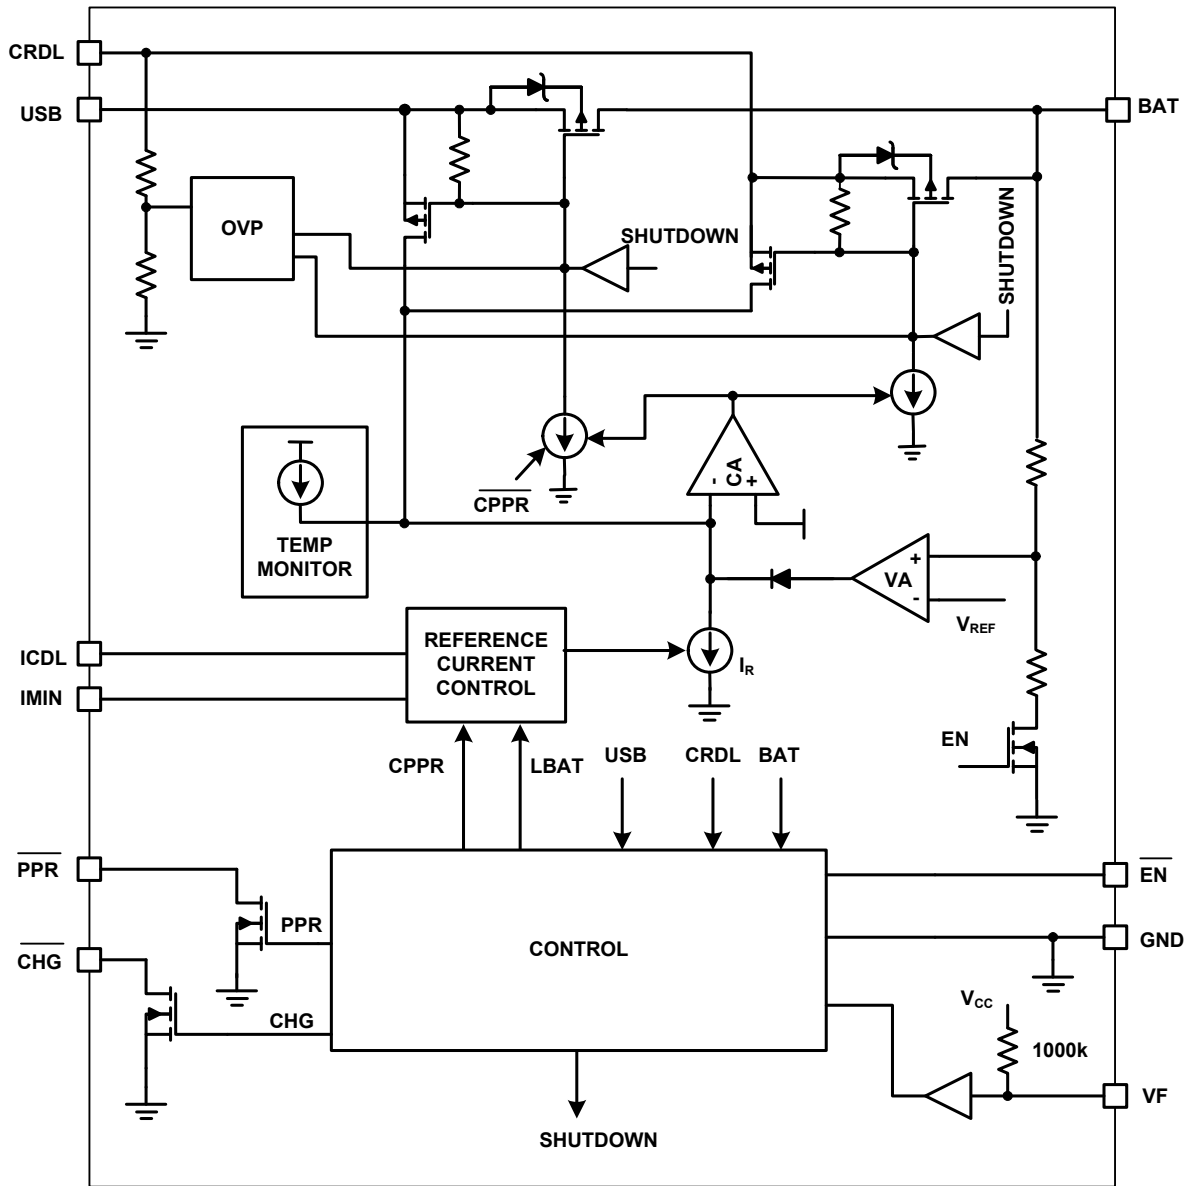 CRDL
USB
BAT
OVP
SHUTDOWN
SHUTDOWN
CPPR
- CA +
TEMP
MONITOR
+
VA
-
VREF
ICDL
IMIN
REFERENCE
CURRENT
CONTROL
IR
EN
CPPR
LBAT
USB
CRDL
BAT
PPR
PPR
EN
CONTROL
GND
CHG
CHG
VCC
1000k
VF
SHUTDOWN